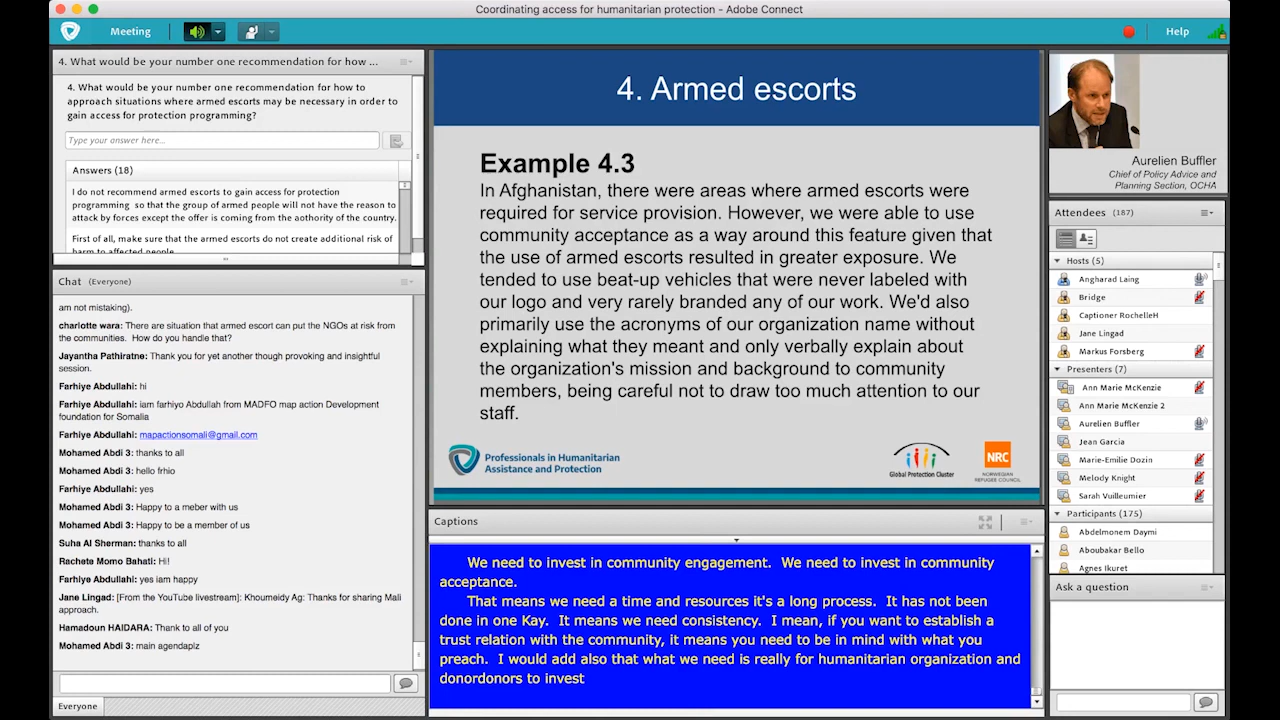 Coordinating access for humanitarian protection - Adobe Connect
Meeting
Help
4. What would be your number one recommendation for how ...
4. What would be your number one recommendation for how to
approach situations where armed escorts may be necessary in order to
gain access for protection programming?
Type your answer here...
Answers (18)
I do not recommend armed escorts to gain access for protection
programming so that the group of armed people will not have the reason to
attack by forces except the offer is coming from the aothority of the country.
First of all, make sure that the armed escorts do not create additional risk of
harm to affected people
Chat (Everyone)
am not mistaking).
charlotte wara: There are situation that armed escort can put the NGOs at risk from
the communities. How do you handle that?
Jayantha Pathiratne: Thank you for yet another though provoking and insightful
session.
Farhiye Abdullahi: hi
Farhiye Abdullahi: iam farhiyo Abdullah from MADFO map action Development
foundation for Somalia
Farhiye Abdullahi: mapactionsomali@gmail.com
Mohamed Abdi 3: thanks to all
Mohamed Abdi 3: hello frhio
Farhiye Abdullahi: yes
Mohamed Abdi 3: Happy to a meber with us
Mohamed Abdi 3: Happy to be a member of us
Suha Al Sherman: thanks to all
Rachete Momo Bahati: Hi!
Farhiye Abdullahi: yes iam happy
Jane Lingad: [From the YouTube livestream]: Khoumeidy Ag: Thanks for sharing Mali
approach.
Hamadoun HAIDARA: Thank to all of you
Mohamed Abdi 3: main agendaplz
Everyone
4. Armed escorts
Example 4.3
In Afghanistan, there were areas where armed escorts were
required for service provision. However, we were able to use
community acceptance as a way around this feature given that
the use of armed escorts resulted in greater exposure. We
tended to use beat-up vehicles that were never labeled with
our logo and very rarely branded any of our work. We'd also
primarily use the acronyms of our organization name without
explaining what they meant and only verbally explain about
the organization's mission and background to community
members, being careful not to draw too much attention to our
staff.
Professionals in Humanitarian
Assistance and Protection
Global Protection Cluster
NRC
NORWEGIAN
REFUGEE COUNCIL
Captions
We need to invest in community engagement. We need to invest in community
acceptance.
That means we need a time and resources it's a long process. It has not been
done in one Kay. It means we need consistency. I mean, if you want to establish a
trust relation with the community, it means you need to be in mind with what you
preach. I would add also that what we need is really for humanitarian organization and
donordonors to invest
Aurelien Buffler
Chief of Policy Advice and
Planning Section, OCHA
Attendees (187)
Hosts (5)
Angharad Laing
Bridge
Captioner RochelleH
Jane Lingad
Markus Forsberg
Presenters (7)
Ann Marie McKenzie
Ann Marie McKenzie 2
Aurelien Buffler
Jean Garcia
Marie-Emilie Dozin
Melody Knight
Sarah Vuilleumier
Participants (175)
Abdelmonem Daymi
Aboubakar Bello
Agnes Ikuret
Ask a question